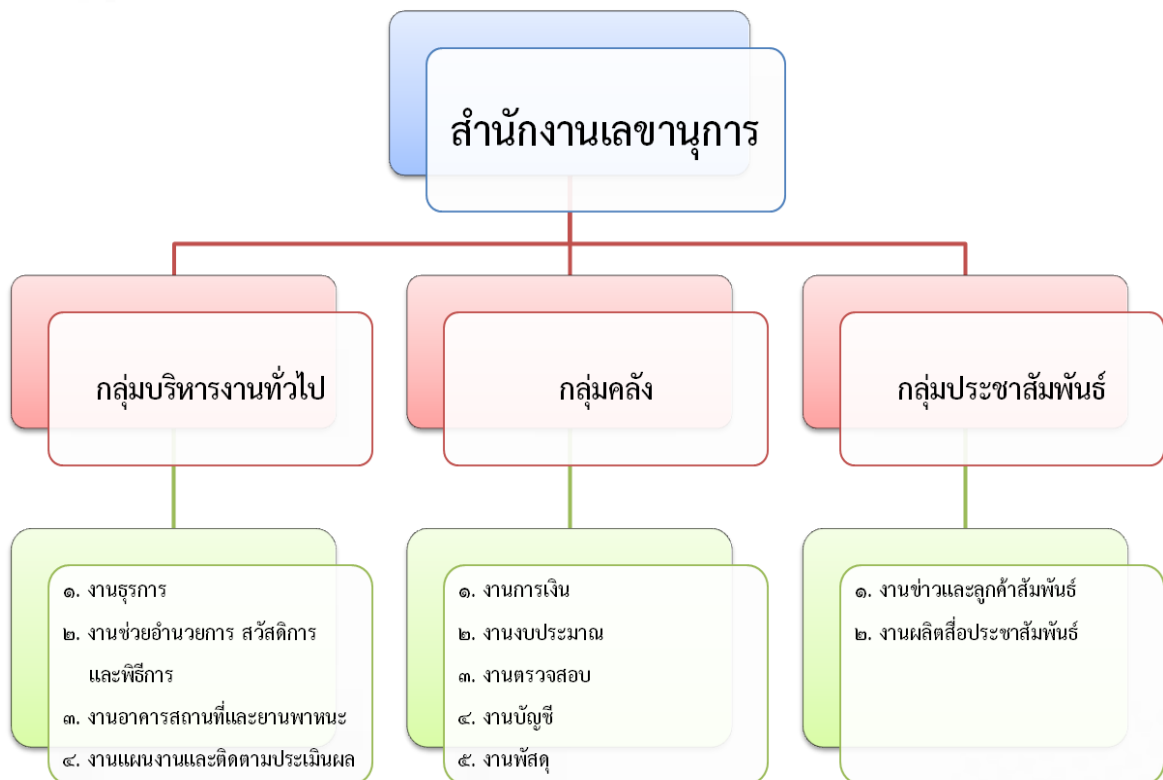 สำนักงานเลขานุการ
กลุ่มบริหารงานทั่วไป
กลุ่มคลัง
กลุ่มประชาสัมพันธ์
๑. งานธุรการ
๒. งานช่วยอำนวยการ สวัสดิการ
และพิธีการ
๓. งานอาคารสถานที่และยานพาหนะ
๔. งานแผนงานและติดตามประเมินผล
๑. งานการเงิน
๒. งานงบประมาณ
๓. งานตรวจสอบ
๔. งานบัญชี
๕. งานพัสดุ
๑. งานข่าวและลูกค้าสัมพันธ์
๒. งานผลิตสื่อประชาสัมพันธ์